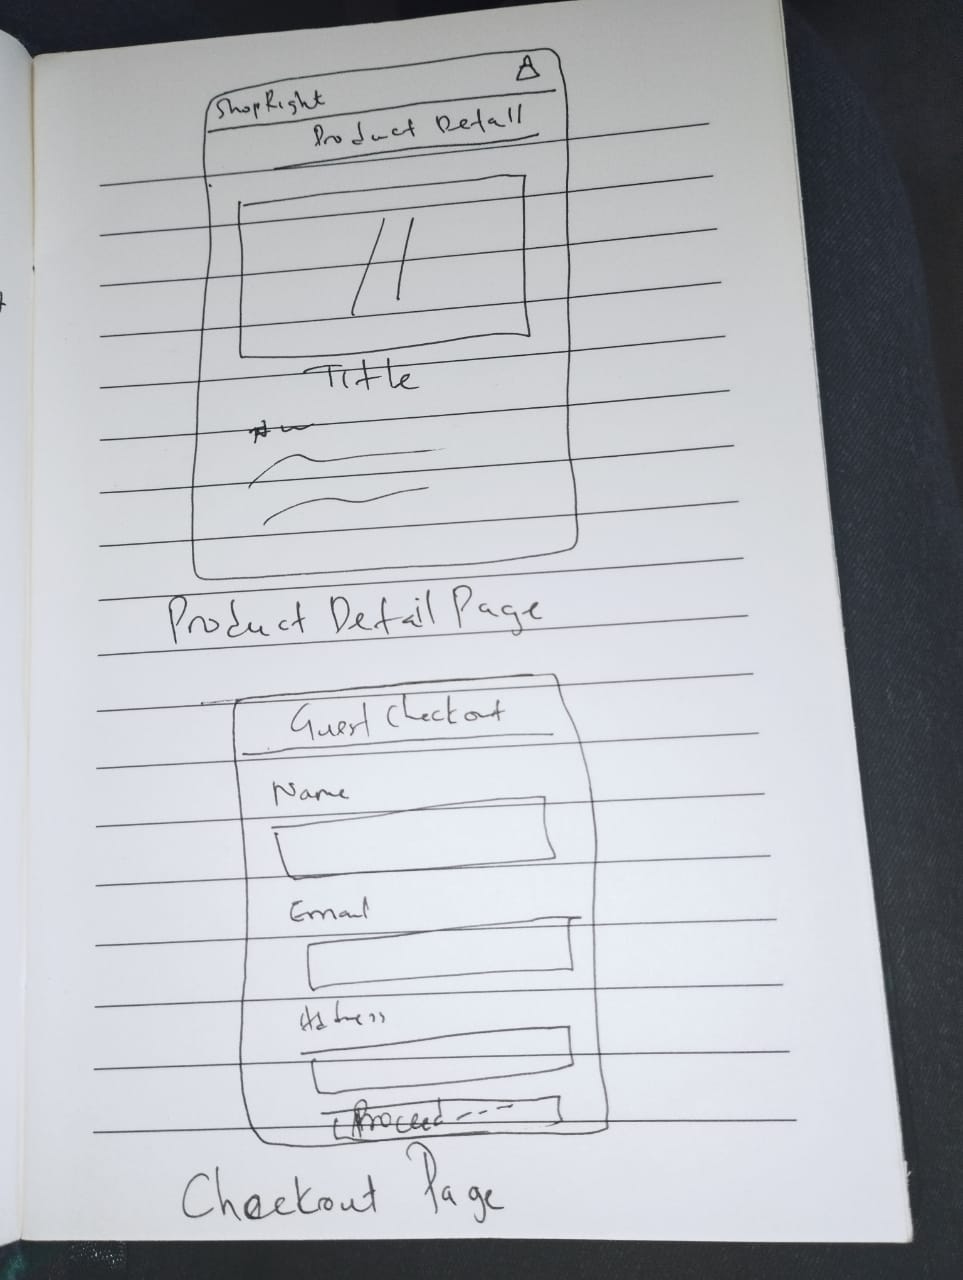 ShopRight
Product Detail
Title
Product Detail Page
Guest Checkout
Name
Email
Address
Proceed ---
Checkout Page